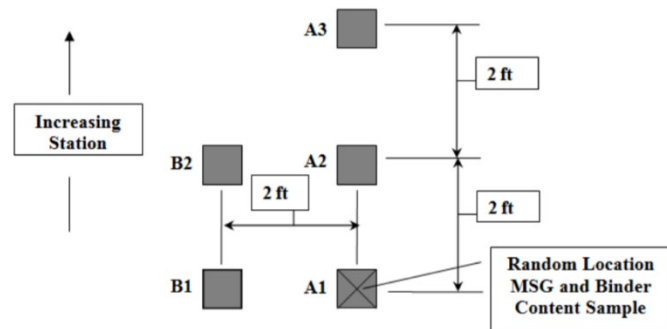 A3
2 ft
Increasing
Station
B2
A2
2 ft
2 ft
B1
A1
Random Location
MSG and Binder
Content Sample